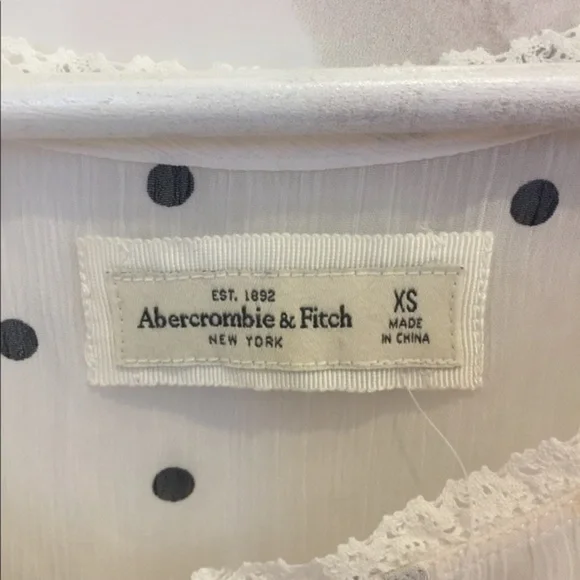 EST. 1892
Abercrombie & Fitch
NEW YORK
XS
MADE
IN CHINA